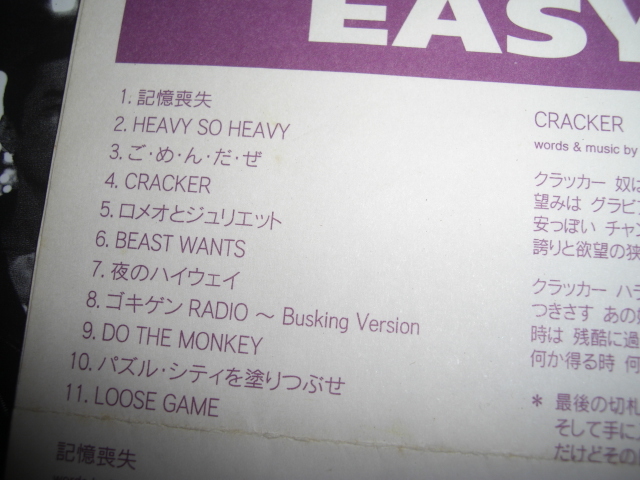 EASY
1. 記憶喪失
2. HEAVY SO HEAVY
3. ご・め・ん・だ・ぜ
4. CRACKER
5. ロメオとジュリエット
6. BEAST WANTS
7. 夜のハイウェイ
8. ゴキゲン RADIO ～ Busking Version
9. DO THE MONKEY
10. パズル・シティを塗りつぶせ
11. LOOSE GAME
記憶喪失
CRACKER
words & music by
クラッカー 奴は
望みは グラビア
安っぽい チャン
誇りと欲望の狭
クラッカー ハラ
つきさす あの
時は 残酷に過
何か得る時 何
* 最後の切札
そして手に
だけどその